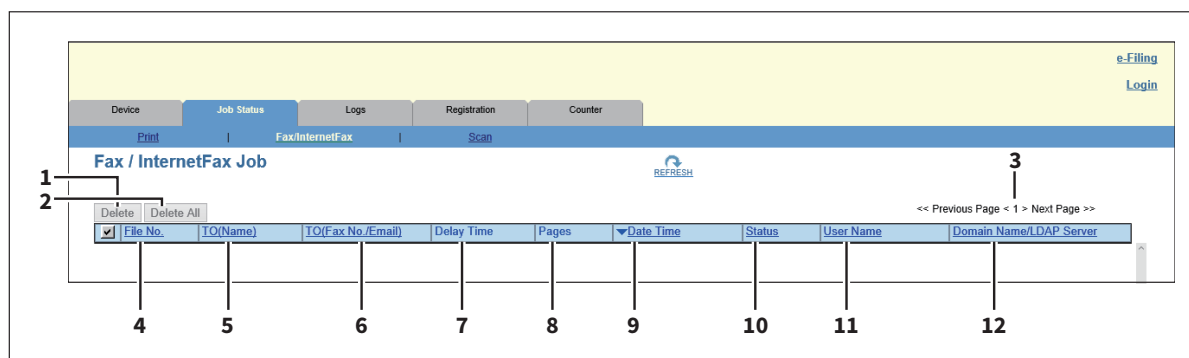 e-Filing
Login
Device Job Status Logs Registration Counter
Print | Fax/InternetFax | Scan
Fax / InternetFax Job
REFRESH
1
2
3
Delete Delete All
<< Previous Page < 1 > Next Page >>
File No. TO(Name) TO(Fax No./Email) Delay Time Pages Date Time Status User Name Domain Name/LDAP Server
4 5 6 7 8 9 10 11 12